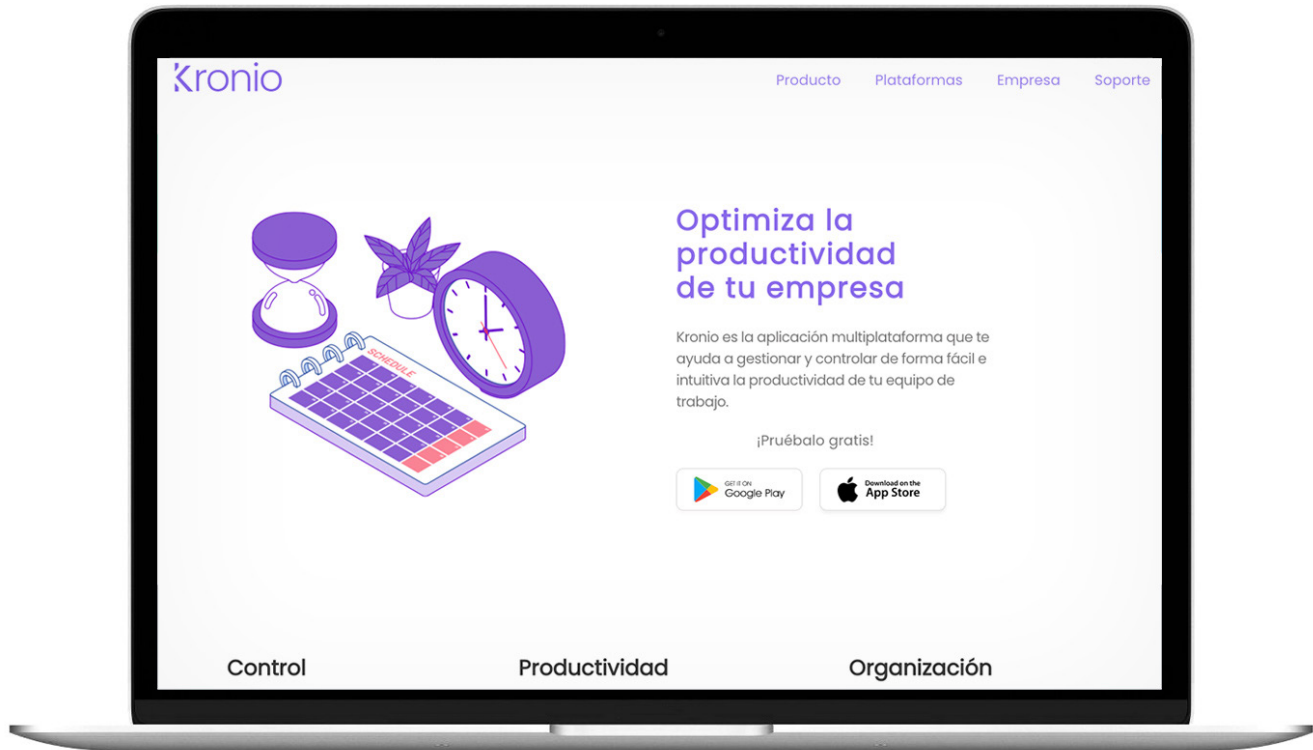 Kronio
Producto Plataformas Empresa Soporte
Optimiza la
productividad
de tu empresa
Kronio es la aplicación multiplataforma que te
ayuda a gestionar y controlar de forma fácil e
intuitiva la productividad de tu equipo de
trabajo.
¡Pruébalo gratis!
GET IT ON
Google Play
Download on the
App Store
SCHEDULE
Control Productividad Organización